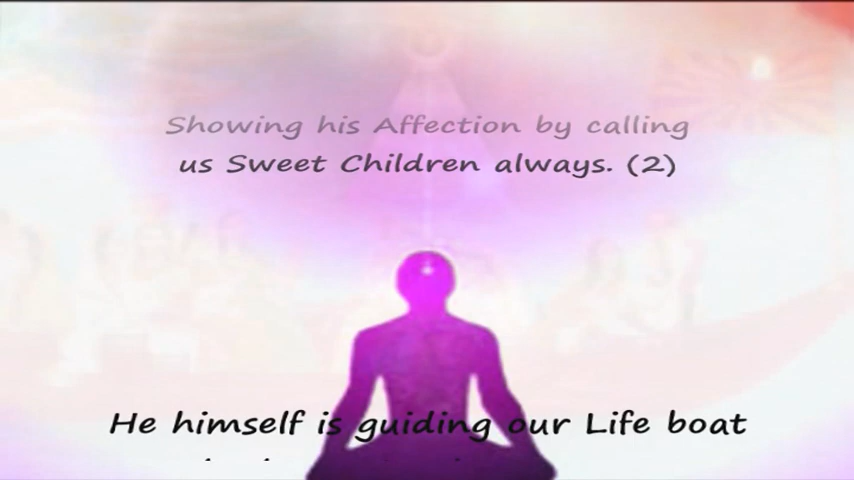 Showing his Affection by calling
us Sweet Children always. (2)
He himself is guiding our Life boat